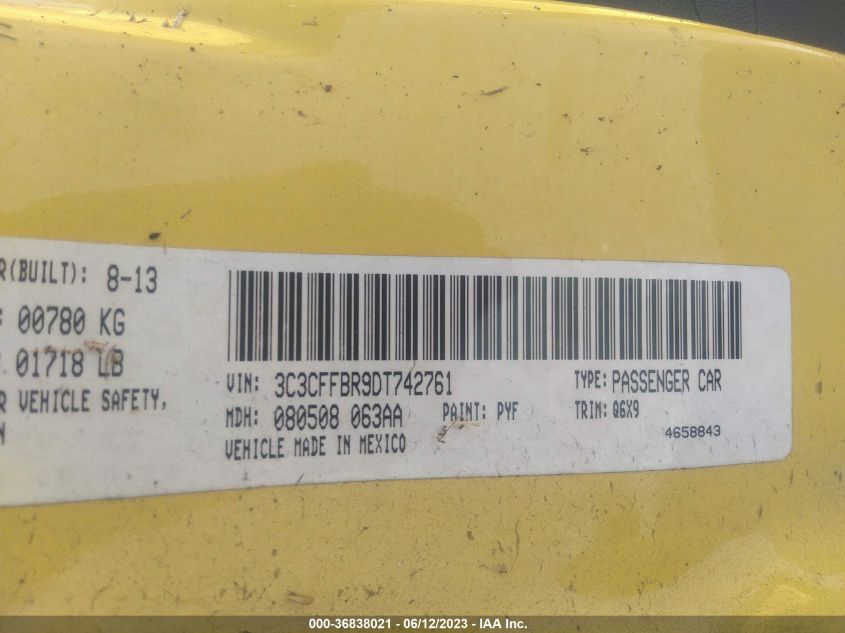 R(BUILT): 8-13
: 00780 KG
: 01718 LB
R VEHICLE SAFETY,
N
VIN: 3C3CFFBR9DT742761
TYPE: PASSENGER CAR
MDH: 080508 063AA
PAINT: PYF
TRIM: Q6X9
VEHICLE MADE IN MEXICO
4658843
000-36838021 - 06/12/2023 - IAA Inc.